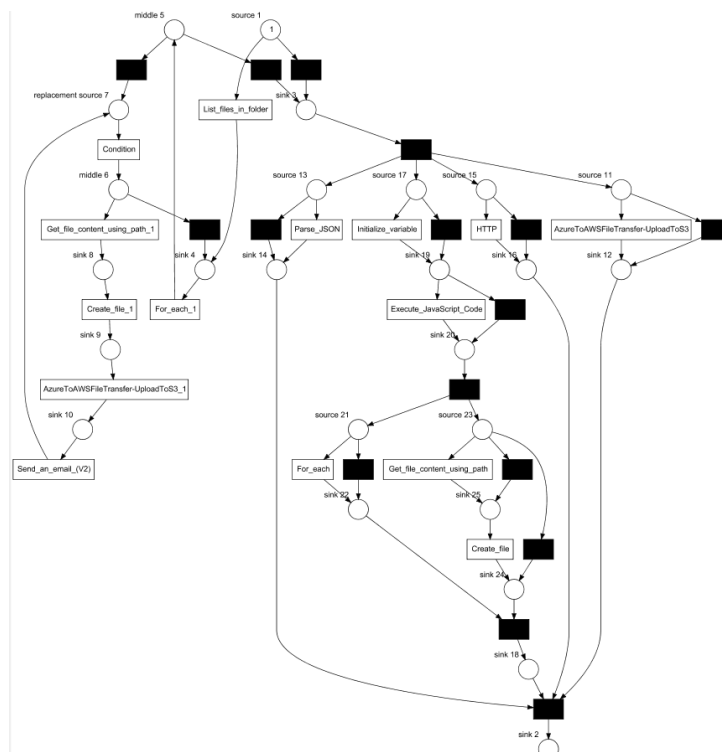 middle 5
source 1
1
replacement source 7
List_files_in_folder
sink 3
Condition
middle 6
source 13
source 17
source 15
source 11
Get_file_content_using_path_1
Parse_JSON
Initialize_variable
HTTP
AzureToAWSFileTransfer-UploadToS3
sink 8
sink 4
sink 14
sink 19
sink 16
sink 12
Create_file_1
For_each_1
Execute_JavaScript_Code
sink 9
sink 20
AzureToAWSFileTransfer-UploadToS3_1
sink 10
source 21
source 23
Send_an_email_(V2)
For_each
Get_file_content_using_path
sink 22
sink 25
Create_file
sink 24
sink 18
sink 2